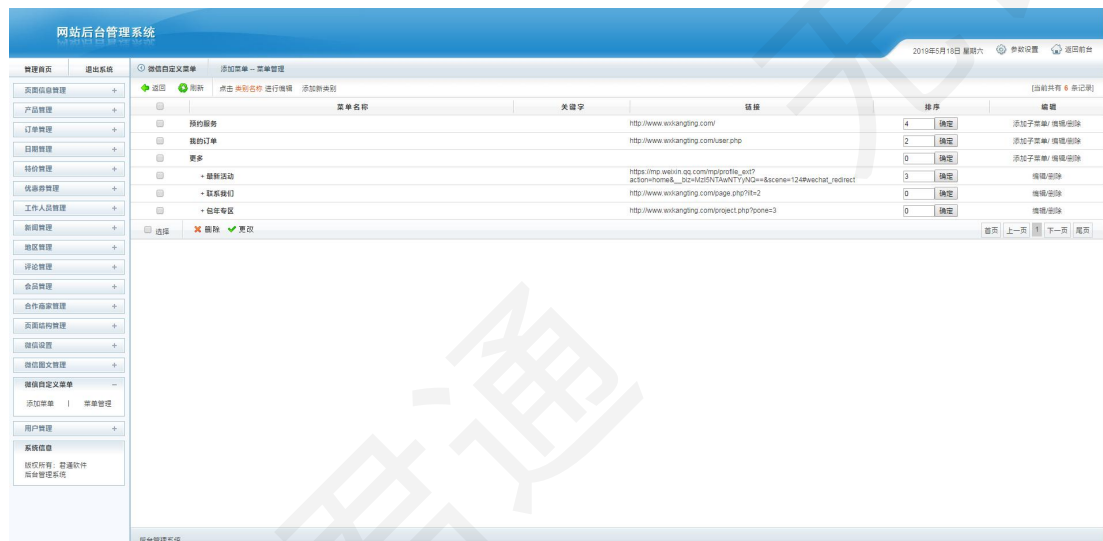 网站后台管理系统
2019年5月18日 星期六 参数设置 返回前台
管理首页 退出系统
微信自定义菜单 添加菜单 – 菜单管理
返回 刷新 点击 类别名称 进行编辑 添加新类别 [当前共有 6 条记录]
菜单名称 关键字 链接 排序 编辑
预约服务 http://www.wxkangting.com/ 4 确定 添加子菜单/ 编辑/删除
我的订单 http://www.wxkangting.com/user.php 2 确定 添加子菜单/ 编辑/删除
更多 0 确定 添加子菜单/ 编辑/删除
+ 最新活动 https://mp.weixin.qq.com/mp/profile_ext? 3 确定 编辑/删除
action=home&__biz=MzI5NTAwNTYyNQ==&scene=124#wechat_redirect
+ 联系我们 http://www.wxkangting.com/page.php?lit=2 0 确定 编辑/删除
+ 包年专区 http://www.wxkangting.com/project.php?pone=3 0 确定 编辑/删除
选择 删除 更改 首页 上一页 1 下一页 尾页
页面信息管理 +
产品管理 +
订单管理 +
日期管理 +
特价管理 +
优惠券管理 +
工作人员管理 +
新闻管理 +
地区管理 +
评论管理 +
会员管理 +
合作商家管理 +
页面结构管理 +
微信设置 +
微信图文管理 +
微信自定义菜单 –
添加菜单 | 菜单管理
用户管理 +
系统信息
版权所有：君通软件
后台管理系统
后台管理系统
君通